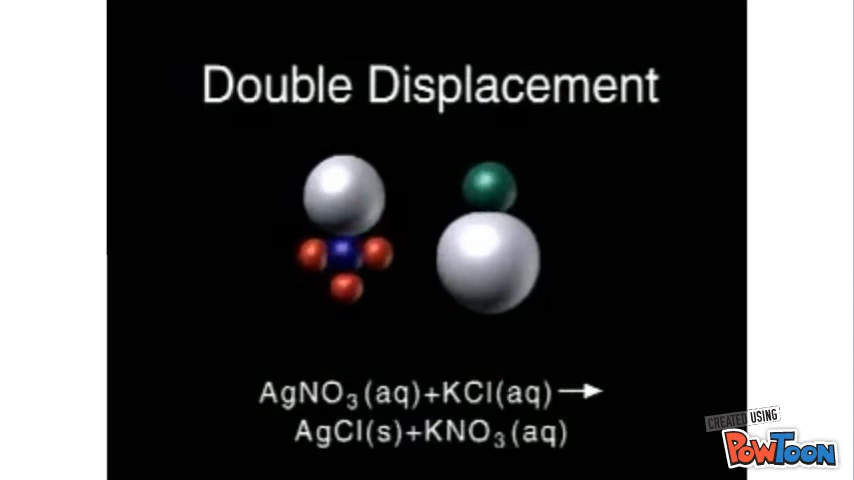 Double Displacement
AgNO₃(aq)+KCl(aq)→
AgCl(s)+KNO₃(aq)
CREATED USING
POWTOON